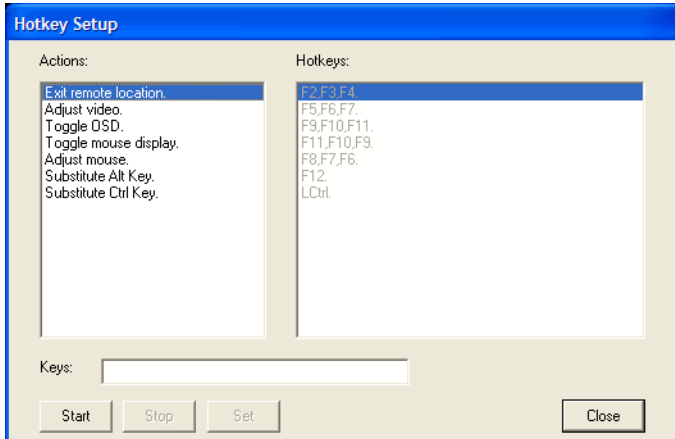 Hotkey Setup
Actions:
Hotkeys:
Exit remote location.
F2,F3,F4.
Adjust video.
F5,F6,F7.
Toggle OSD.
F9,F10,F11.
Toggle mouse display.
F11,F10,F9.
Adjust mouse.
F8,F7,F6.
Substitute Alt Key.
F12.
Substitute Ctrl Key.
LCtrl.
Keys:
Start
Stop
Set
Close